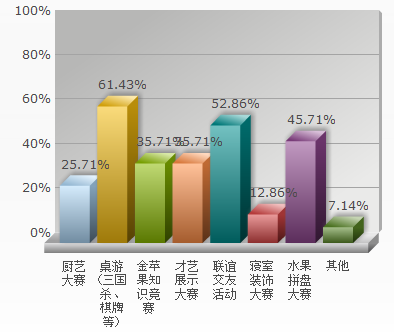 100%
80%
60%
40%
20%
0%
25.71%
61.43%
35.71%
35.71%
52.86%
12.86%
45.71%
7.14%
厨艺
大赛
桌游
（三国
杀、
棋牌
等）
金苹
果知
识竞
赛
才艺
展示
大赛
联谊
交友
活动
寝室
装饰
大赛
水果
拼盘
大赛
其他